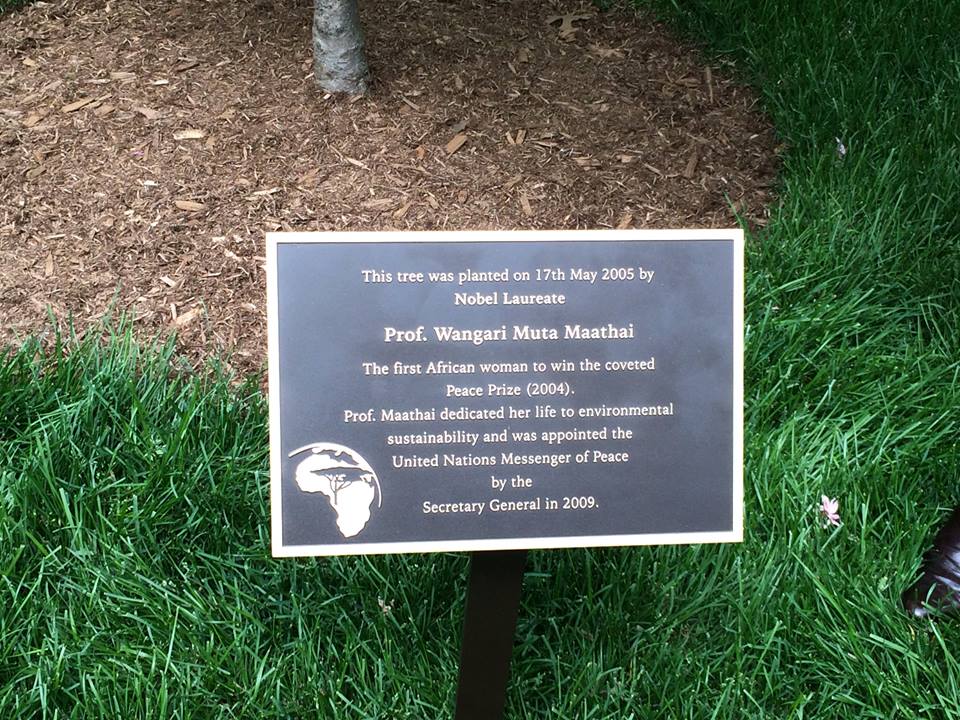 This tree was planted on 17th May 2005 by
Nobel Laureate
Prof. Wangari Muta Maathai
The first African woman to win the coveted
Peace Prize (2004).
Prof. Maathai dedicated her life to environmental
sustainability and was appointed the
United Nations Messenger of Peace
by the
Secretary General in 2009.